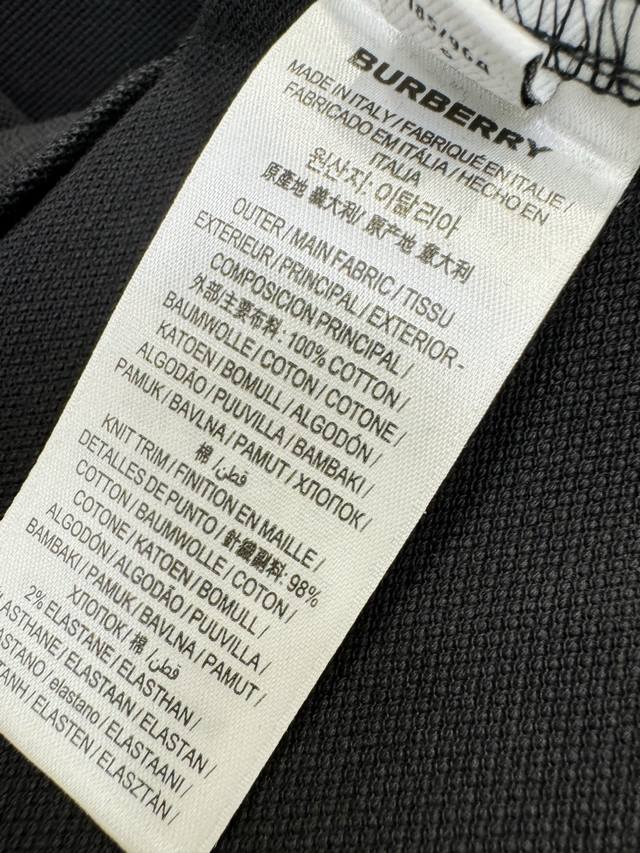 185/96A
BURBERRY
MADE IN ITALY / FABRIQUÉ EN ITALIE /
FABRICADO EM ITÁLIA / HECHO EN
ITALIA
원산지: 이탈리아
原産地 義大利/ 原产地 意大利
OUTER / MAIN FABRIC / TISSU
EXTERIEUR / PRINCIPAL / EXTERIOR-
COMPOSICION PRINCIPAL /
外部/主要布料: 100% COTTON /
BAUMWOLLE / COTON / COTONE /
KATOEN / BOMULL / ALGODÓN /
ALGODÃO / PUUVILLA / BAMBAKI /
PAMUK / BAVLNA / PAMUT / ХЛОПОК /
棉 /قطن/
KNIT TRIM / FINITION EN MAILLE /
DETALLES DE PUNTO / 針織副料: 98%
COTTON / BAUMWOLLE / COTON /
COTONE / KATOEN / BOMULL /
ALGODÓN / ALGODÃO / PUUVILLA /
BAMBAKI / PAMUK / BAVLNA / PAMUT /
ХЛОПОК / 棉 /قطن/
2% ELASTANE / ELASTHAN /
ELASTHANE / ELASTAAN / ELASTAN /
ELASTANO / elastano / ELASTAANI /
ELASTEN / ELASZTÁN /